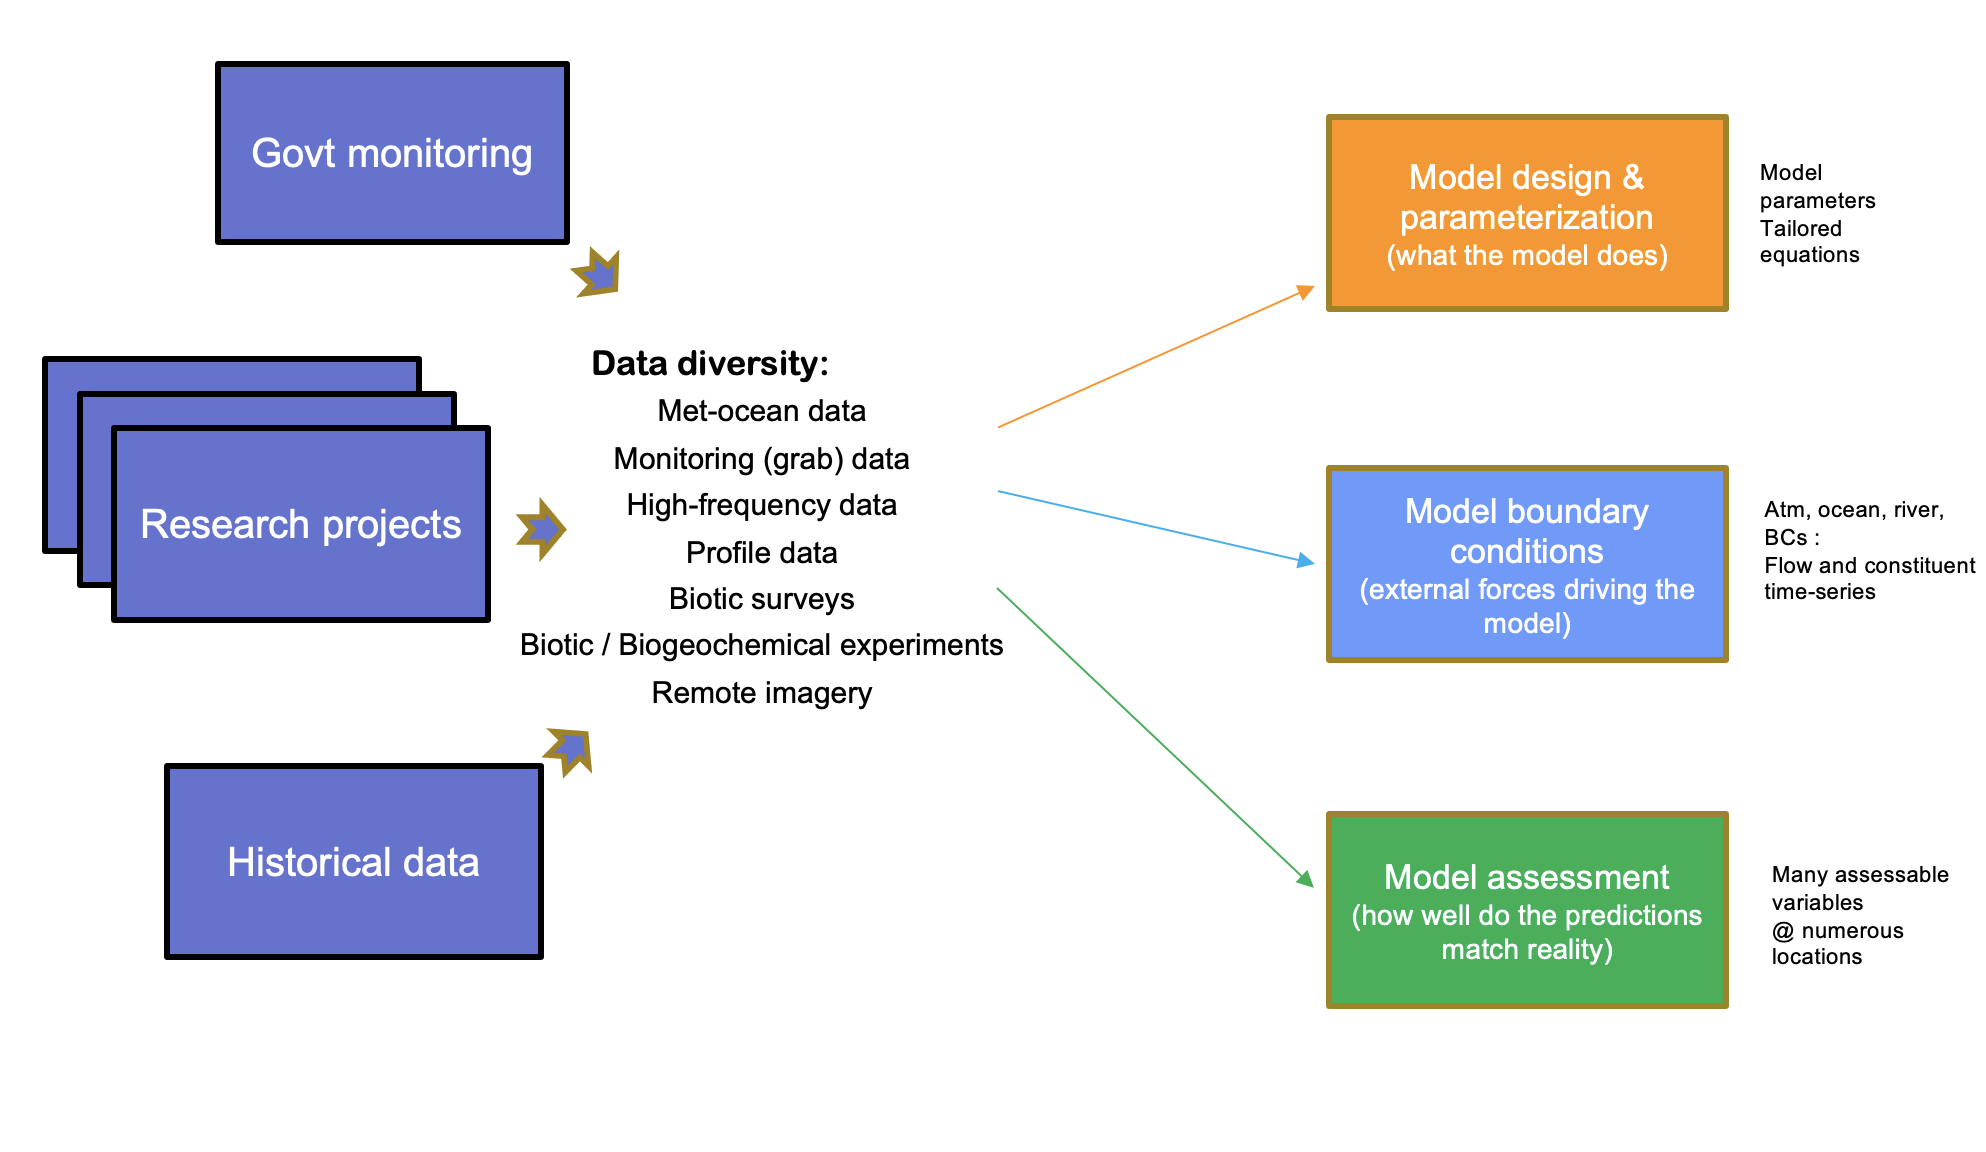 Govt monitoring
Research projects
Historical data
Data diversity:
Met-ocean data
Monitoring (grab) data
High-frequency data
Profile data
Biotic surveys
Biotic / Biogeochemical experiments
Remote imagery
Model design &
parameterization
(what the model does)
Model
parameters
Tailored
equations
Model boundary
conditions
(external forces driving the
model)
Atm, ocean, river,
BCs :
Flow and constituent
time-series
Model assessment
(how well do the predictions
match reality)
Many assessable
variables
@ numerous
locations